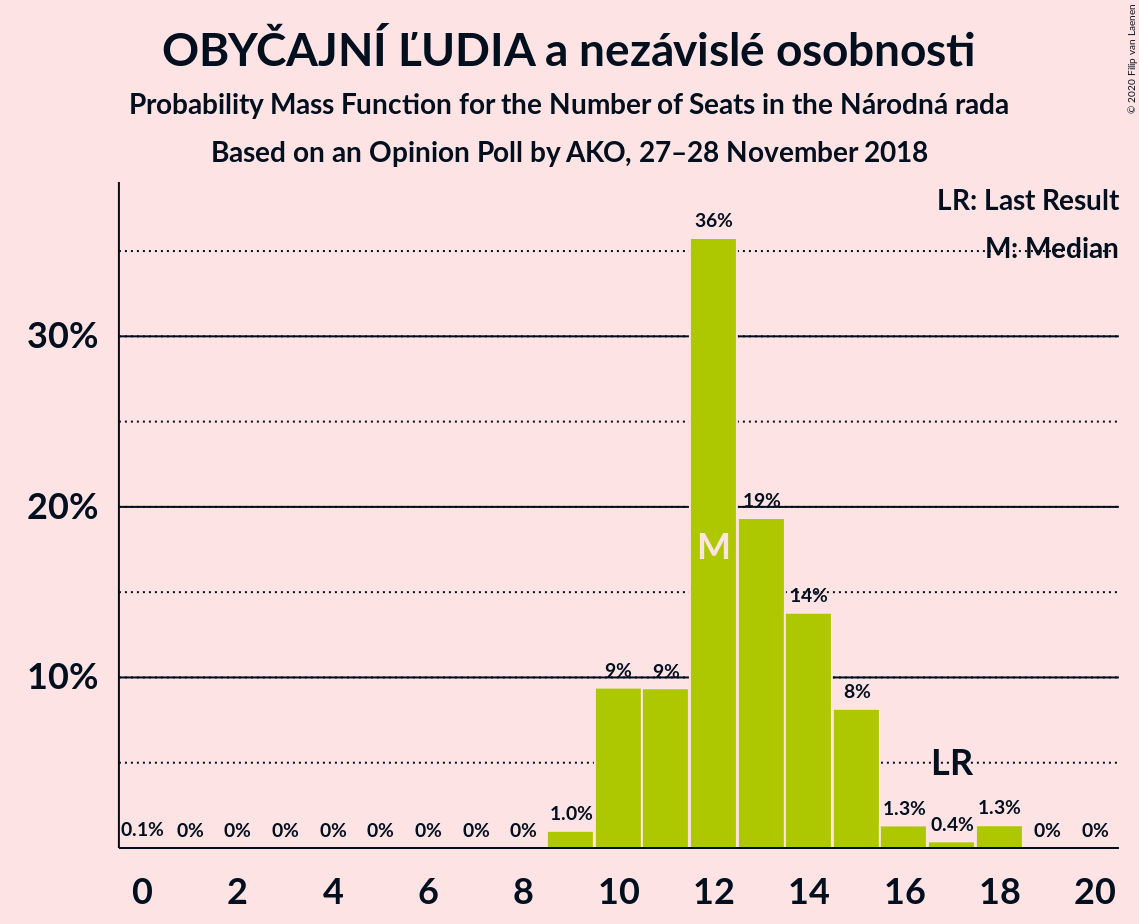 OBYČAJNÍ ĽUDIA a nezávislé osobnosti
Probability Mass Function for the Number of Seats in the Národná rada
Based on an Opinion Poll by AKO, 27–28 November 2018
© 2020 Filip van Laenen
LR: Last Result
M: Median
30%
20%
10%
0.1% 0% 0% 0% 0% 0% 0% 0% 0% 1.0% 9% 9% 36% 19% 14% 8% 1.3% 0.4% 1.3% 0% 0%
M
LR
0 2 4 6 8 10 12 14 16 18 20